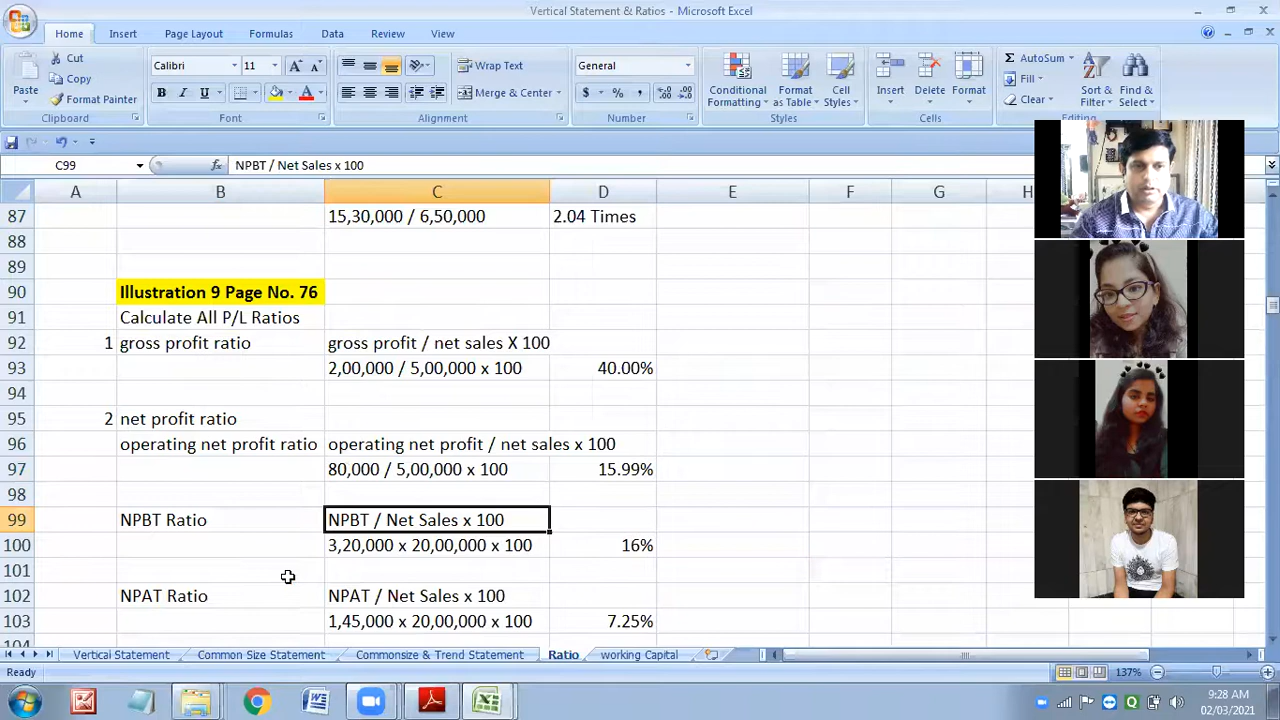 Vertical Statement & Ratios - Microsoft Excel
Home Insert Page Layout Formulas Data Review View
Cut
Copy
Format Painter
Paste
Calibri 11
Wrap Text
Merge & Center
General
Conditional Formatting
Format as Table
Cell Styles
Insert Delete Format
AutoSum
Fill
Clear
Sort & Filter
Find & Select
Clipboard Font Alignment Number Styles Cells Editing
C99 fx NPBT / Net Sales x 100
A B C D E F G H
87 15,30,000 / 6,50,000 2.04 Times
88
89
90 Illustration 9 Page No. 76
91 Calculate All P/L Ratios
92 1 gross profit ratio gross profit / net sales X 100
93 2,00,000 / 5,00,000 x 100 40.00%
94
95 2 net profit ratio
96 operating net profit ratio operating net profit / net sales x 100
97 80,000 / 5,00,000 x 100 15.99%
98
99 NPBT Ratio NPBT / Net Sales x 100
100 3,20,000 x 20,00,000 x 100 16%
101
102 NPAT Ratio NPAT / Net Sales x 100
103 1,45,000 x 20,00,000 x 100 7.25%
104
Vertical Statement Common Size Statement Commonsize & Trend Statement Ratio working Capital
Ready 137%
9:28 AM
02/03/2021